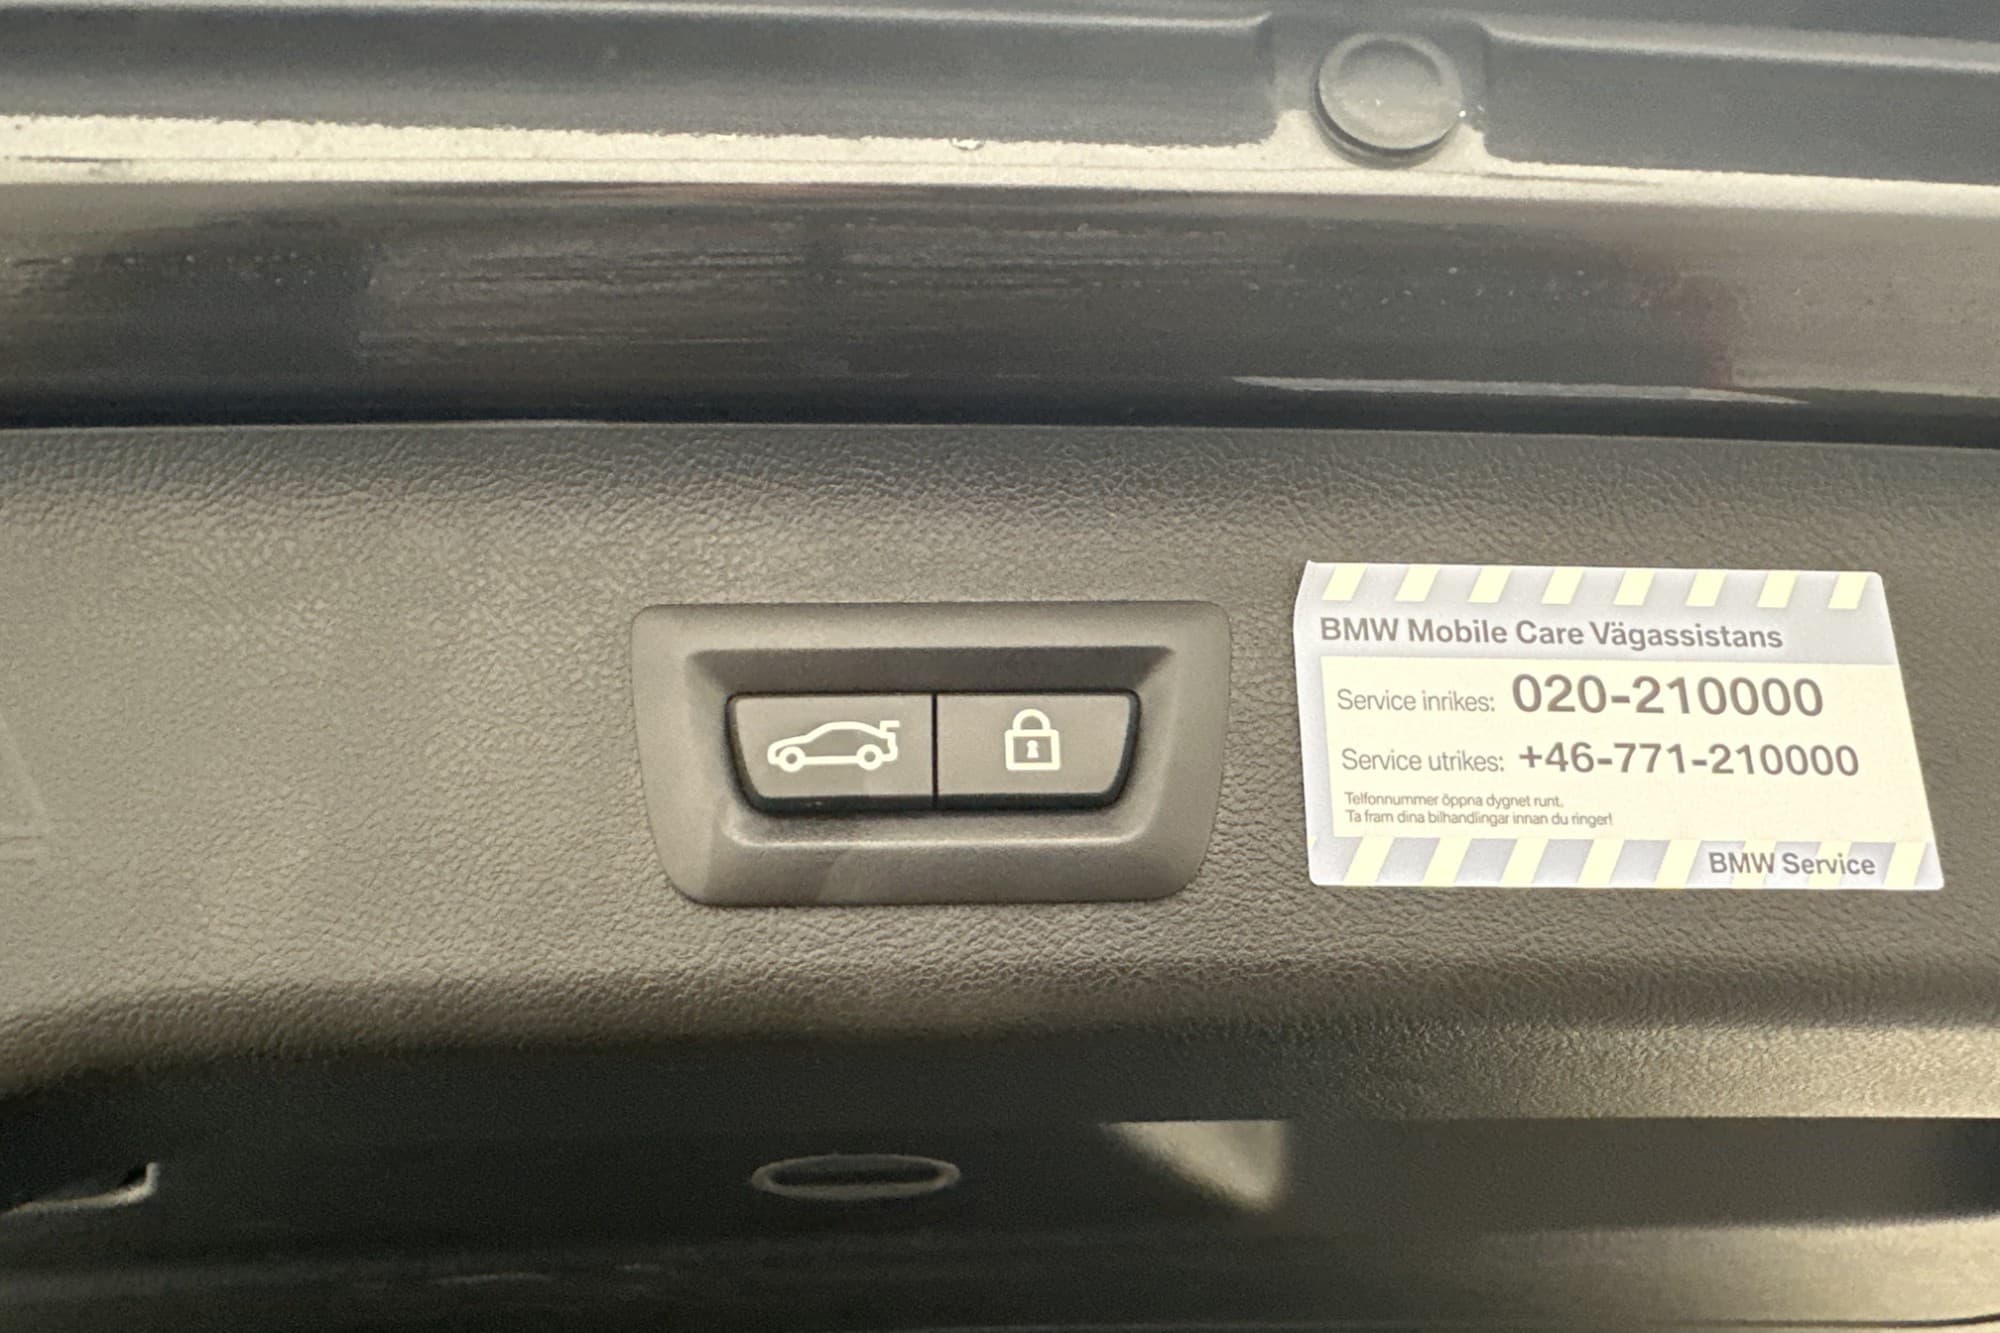 BMW Mobile Care Vägassistans
Service inrikes: 020-210000
Service utrikes: +46-771-210000
Telfonnummer öppna dygnet runt.
Ta fram dina bilhandlingar innan du ringer!
BMW Service